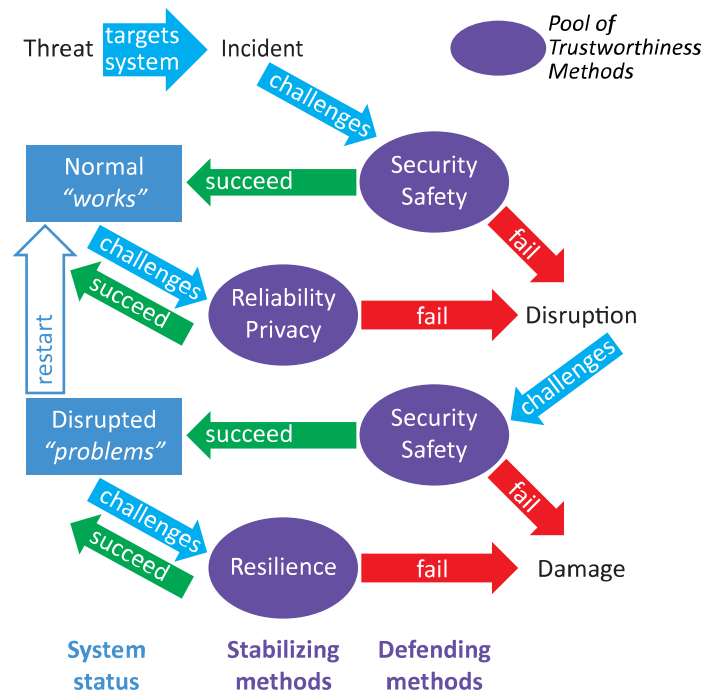 Threat
targets
system
Incident
Pool of
Trustworthiness
Methods
challenges
Normal
“works”
succeed
Security
Safety
fail
challenges
succeed
Reliability
Privacy
fail
Disruption
restart
challenges
Disrupted
“problems”
succeed
Security
Safety
fail
challenges
succeed
Resilience
fail
Damage
System
status
Stabilizing
methods
Defending
methods